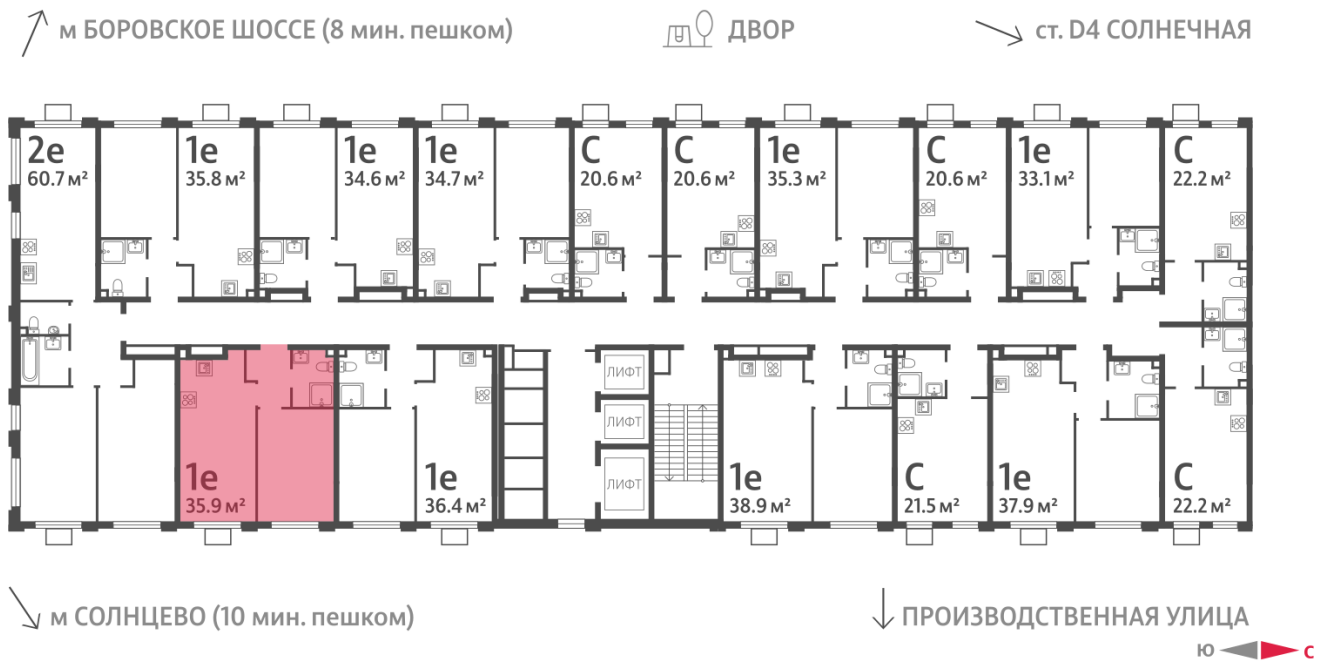 м БОРОВСКОЕ ШОССЕ (8 мин. пешком)
ДВОР
ст. D4 СОЛНЕЧНАЯ
2е
60.7 м²
1е
35.8 м²
1е
34.6 м²
1е
34.7 м²
С
20.6 м²
С
20.6 м²
1е
35.3 м²
С
20.6 м²
1е
33.1 м²
С
22.2 м²
ЛИФТ
ЛИФТ
ЛИФТ
1е
35.9 м²
1е
36.4 м²
1е
38.9 м²
С
21.5 м²
1е
37.9 м²
С
22.2 м²
м СОЛНЦЕВО (10 мин. пешком)
ПРОИЗВОДСТВЕННАЯ УЛИЦА
Ю
С